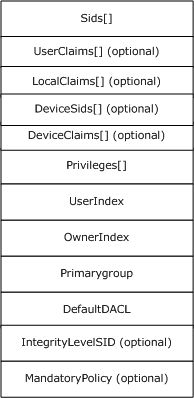 Sids[]
UserClaims[] (optional)
LocalClaims[] (optional)
DeviceSids[] (optional)
DeviceClaims[] (optional)
Privileges[]
UserIndex
OwnerIndex
Primarygroup
DefaultDACL
IntegrityLevelSID (optional)
MandatoryPolicy (optional)